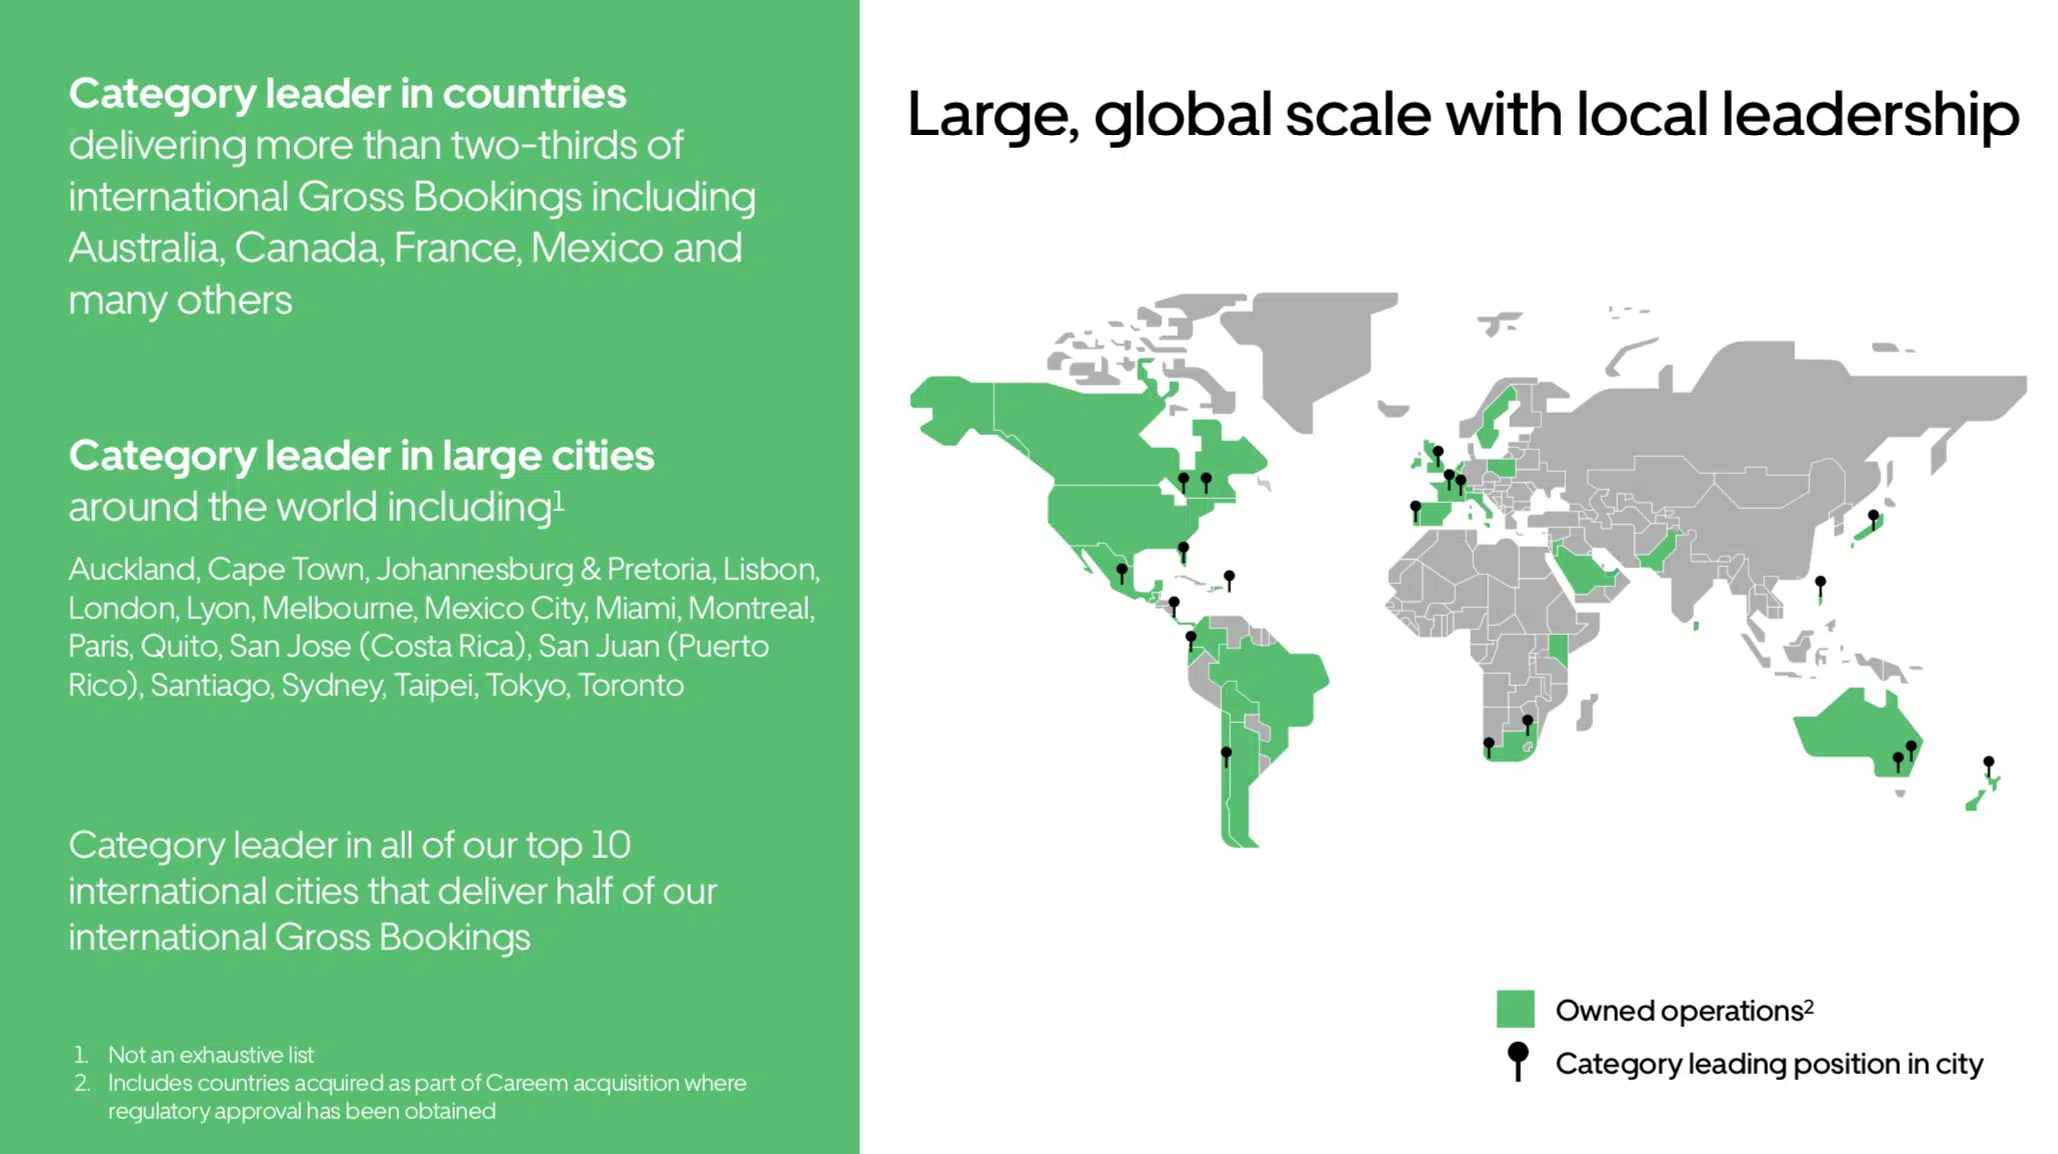 Category leader in countries
delivering more than two-thirds of
international Gross Bookings including
Australia, Canada, France, Mexico and
many others
Category leader in large cities
around the world including¹
Auckland, Cape Town, Johannesburg & Pretoria, Lisbon,
London, Lyon, Melbourne, Mexico City, Miami, Montreal,
Paris, Quito, San Jose (Costa Rica), San Juan (Puerto
Rico), Santiago, Sydney, Taipei, Tokyo, Toronto
Category leader in all of our top 10
international cities that deliver half of our
international Gross Bookings
1. Not an exhaustive list
2. Includes countries acquired as part of Careem acquisition where
regulatory approval has been obtained
Large, global scale with local leadership
Owned operations²
Category leading position in city